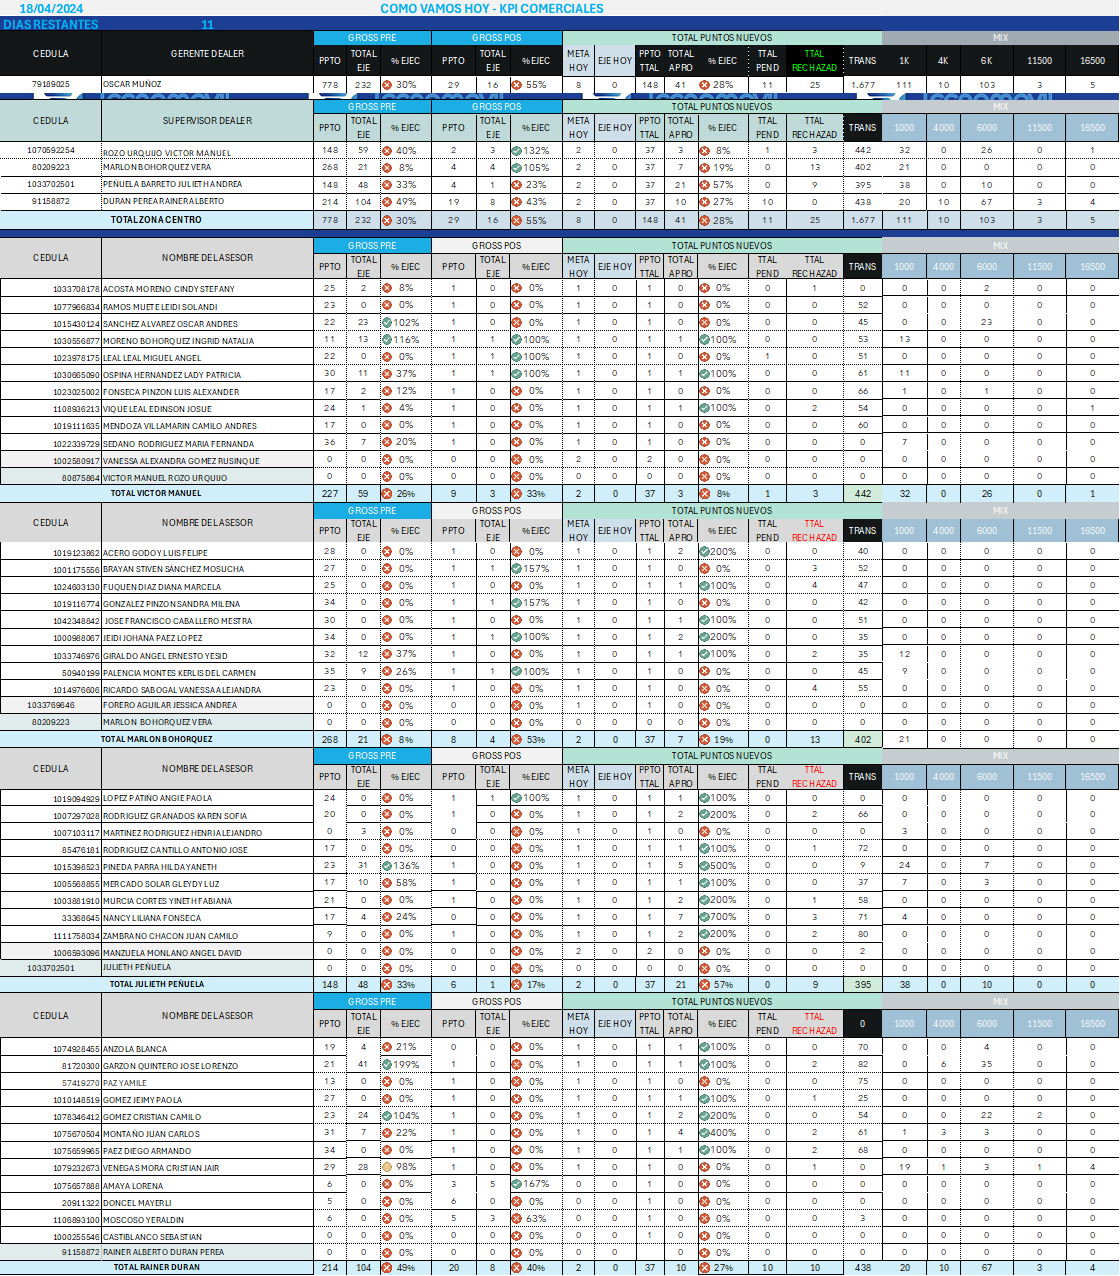 18/04/2024 COMO VAMOS HOY - KPI COMERCIALES
DIAS RESTANTES 11
CEDULA GERENTE DEALER GROSS PRE GROSS POS TOTAL PUNTOS NUEVOS MIX
PPTO TOTAL EJE % EJEC PPTO TOTAL EJE % EJEC META HOY EJE HOY PPTO TTAL TOTAL APRO % EJEC TTAL PEND TTAL RECHAZAD TRANS 1K 4K 6K 11500 16500
79189025 OSCAR MUÑOZ 778 232 30% 29 16 55% 8 0 148 41 28% 11 25 1.677 111 10 103 3 5
CEDULA SUPERVISOR DEALER GROSS PRE GROSS POS TOTAL PUNTOS NUEVOS MIX
PPTO TOTAL EJE % EJEC PPTO TOTAL EJE % EJEC META HOY EJE HOY PPTO TTAL TOTAL APRO % EJEC TTAL PEND TTAL RECHAZAD TRANS 1000 4000 6000 11500 16500
1070592254 ROZO URQUIJO VICTOR MANUEL 148 59 40% 2 3 132% 2 0 37 3 8% 1 3 442 32 0 26 0 1
80209223 MARLON BOHORQUEZ VERA 268 21 8% 4 4 105% 2 0 37 7 19% 0 13 402 21 0 0 0 0
1033702501 PEÑUELA BARRETO JULIETH ANDREA 148 48 33% 4 1 23% 2 0 37 21 57% 0 9 395 38 0 10 0 0
91158872 DURAN PEREA RAINER ALBERTO 214 104 49% 19 8 43% 2 0 37 10 27% 10 0 438 20 10 67 3 4
TOTAL ZONA CENTRO 778 232 30% 29 16 55% 8 0 148 41 28% 11 25 1.677 111 10 103 3 5
CEDULA NOMBRE DEL ASESOR GROSS PRE GROSS POS TOTAL PUNTOS NUEVOS MIX
PPTO TOTAL EJE % EJEC PPTO TOTAL EJE % EJEC META HOY EJE HOY PPTO TTAL TOTAL APRO % EJEC TTAL PEND TTAL RECHAZAD TRANS 1000 4000 6000 11500 16500
1033708178 ACOSTA MORENO CINDY STEFANY 25 2 8% 1 0 0% 1 0 1 0 0% 0 1 0 0 0 2 0 0
1077966834 RAMOS MUETE LEIDI SOLANDI 23 0 0% 1 0 0% 1 0 1 0 0% 0 0 52 0 0 0 0 0
1015430124 SANCHEZ ALVAREZ OSCAR ANDRES 22 23 102% 1 0 0% 1 0 1 0 0% 0 0 45 0 0 23 0 0
1030556877 MORENO BOHORQUEZ INGRID NATALIA 11 13 116% 1 1 100% 1 0 1 1 100% 0 0 53 13 0 0 0 0
1023978175 LEAL LEAL MIGUEL ANGEL 22 0 0% 1 1 100% 1 0 1 0 0% 1 0 51 0 0 0 0 0
1030665090 OSPINA HERNANDEZ LADY PATRICIA 30 11 37% 1 1 100% 1 0 1 1 100% 0 0 61 11 0 0 0 0
1023025002 FONSECA PINZON LUIS ALEXANDER 17 2 12% 1 0 0% 1 0 1 0 0% 0 0 66 1 0 1 0 0
1108936213 VIQUE LEAL EDINSON JOSUE 24 1 4% 1 0 0% 1 0 1 1 100% 0 2 54 0 0 0 0 1
1019111635 MENDOZA VILLAMARIN CAMILO ANDRES 17 0 0% 1 0 0% 1 0 1 0 0% 0 0 60 0 0 0 0 0
1022339729 SEDANO RODRIGUEZ MARIA FERNANDA 36 7 20% 1 0 0% 1 0 1 0 0% 0 0 0 7 0 0 0 0
1002580917 VANESSA ALEXANDRA GOMEZ RUSINQUE 0 0 0% 0 0 0% 2 0 2 0 0% 0 0 0 0 0 0 0 0
80875864 VICTOR MANUEL ROZO URQUIJO 0 0 0% 0 0 0% 0 0 0 0 0% 0 0 0 0 0 0 0 0
TOTAL VICTOR MANUEL 227 59 26% 9 3 33% 2 0 37 3 8% 1 3 442 32 0 26 0 1
CEDULA NOMBRE DEL ASESOR GROSS PRE GROSS POS TOTAL PUNTOS NUEVOS MIX
PPTO TOTAL EJE % EJEC PPTO TOTAL EJE % EJEC META HOY EJE HOY PPTO TTAL TOTAL APRO % EJEC TTAL PEND TTAL RECHAZAD TRANS 1000 4000 6000 11500 16500
1019123862 ACERO GODOY LUIS FELIPE 28 0 0% 1 0 0% 1 0 1 2 200% 0 0 40 0 0 0 0 0
1001175556 BRAYAN STIVEN SANCHEZ MOSUCHA 27 0 0% 1 1 157% 1 0 1 0 0% 0 3 52 0 0 0 0 0
1024603130 FUQUEN DIAZ DIANA MARCELA 25 0 0% 1 0 0% 1 0 1 1 100% 0 4 47 0 0 0 0 0
1019116774 GONZALEZ PINZON SANDRA MILENA 34 0 0% 1 1 157% 1 0 1 0 0% 0 0 42 0 0 0 0 0
1042348842 JOSE FRANCISCO CABALLERO MESTRA 30 0 0% 1 0 0% 1 0 1 1 100% 0 0 51 0 0 0 0 0
1000988067 JEIDI JOHANA PAEZ LOPEZ 34 0 0% 1 1 100% 1 0 1 2 200% 0 0 35 0 0 0 0 0
1033746976 GIRALDO ANGEL ERNESTO YESID 32 12 37% 1 0 0% 1 0 1 1 100% 0 2 35 12 0 0 0 0
50940199 PALENCIA MONTES KERLIS DEL CARMEN 35 9 26% 1 1 100% 1 0 1 0 0% 0 0 45 9 0 0 0 0
1014976606 RICARDO SABOGAL VANESSA ALEJANDRA 23 0 0% 1 0 0% 1 0 1 0 0% 0 4 55 0 0 0 0 0
1033769646 FORERO AGUILAR JESSICA ANDREA 0 0 0% 0 0 0% 1 0 1 0 0% 0 0 0 0 0 0 0 0
80209223 MARLON BOHORQUEZ VERA 0 0 0% 0 0 0% 0 0 0 0 0% 0 0 0 0 0 0 0 0
TOTAL MARLON BOHORQUEZ 268 21 8% 8 4 53% 2 0 37 7 19% 0 13 402 21 0 0 0 0
CEDULA NOMBRE DEL ASESOR GROSS PRE GROSS POS TOTAL PUNTOS NUEVOS MIX
PPTO TOTAL EJE % EJEC PPTO TOTAL EJE % EJEC META HOY EJE HOY PPTO TTAL TOTAL APRO % EJEC TTAL PEND TTAL RECHAZAD TRANS 1000 4000 6000 11500 16500
1019094929 LOPEZ PATIÑO ANGIE PAOLA 24 0 0% 1 1 100% 1 0 1 1 100% 0 0 0 0 0 0 0 0
1007297028 RODRIGUEZ GRANADOS KAREN SOFIA 20 0 0% 1 0 0% 1 0 1 2 200% 0 2 66 0 0 0 0 0
1007103117 MARTINEZ RODRIGUEZ HENRI ALEJANDRO 0 3 0% 0 0 0% 1 0 1 0 0% 0 0 0 3 0 0 0 0
85476181 RODRIGUEZ CANTILLO ANTONIO JOSE 17 0 0% 1 0 0% 1 0 1 1 100% 0 1 72 0 0 0 0 0
1015398523 PINEDA PARRA HILDA YANETH 23 31 136% 1 0 0% 1 0 1 5 500% 0 0 9 24 0 7 0 0
1005568855 MERCADO SOLAR GLEYDY LUZ 17 10 58% 1 0 0% 1 0 1 1 100% 0 0 37 7 0 3 0 0
1003881910 MURCIA CORTES YINETH FABIANA 21 0 0% 1 0 0% 1 0 1 2 200% 0 1 58 0 0 0 0 0
33368645 NANCY LILIANA FONSECA 17 4 24% 0 0 0% 1 0 1 7 700% 0 3 71 4 0 0 0 0
1111758034 ZAMBRANO CHACON JUAN CAMILO 9 0 0% 1 0 0% 1 0 1 2 200% 0 2 80 0 0 0 0 0
1006593096 MANZUELA MONLANO ANGEL DAVID 0 0 0% 0 0 0% 2 0 2 0 0% 0 0 2 0 0 0 0 0
1033702501 JULIETH PEÑUELA 0 0 0% 0 0 0% 0 0 0 0 0% 0 0 0 0 0 0 0 0
TOTAL JULIETH PEÑUELA 148 48 33% 6 1 17% 2 0 37 21 57% 0 9 395 38 0 10 0 0
CEDULA NOMBRE DEL ASESOR GROSS PRE GROSS POS TOTAL PUNTOS NUEVOS MIX
PPTO TOTAL EJE % EJEC PPTO TOTAL EJE % EJEC META HOY EJE HOY PPTO TTAL TOTAL APRO % EJEC TTAL PEND TTAL RECHAZAD 0 1000 4000 6000 11500 16500
1074928455 ANZOLA BLANCA 19 4 21% 0 0 0% 1 0 1 1 100% 0 0 70 0 0 4 0 0
81720300 GARZON QUINTERO JOSE LORENZO 21 41 199% 1 0 0% 1 0 1 1 100% 0 2 82 0 6 35 0 0
57419270 PAZ YAMILE 13 0 0% 1 0 0% 1 0 1 0 0% 0 0 75 0 0 0 0 0
1010148519 GOMEZ JEIMY PAOLA 27 0 0% 1 0 0% 1 0 1 1 100% 0 1 25 0 0 0 0 0
1078346412 GOMEZ CRISTIAN CAMILO 23 24 104% 1 0 0% 1 0 1 2 200% 0 0 54 0 0 22 2 0
1075670504 MONTAÑO JUAN CARLOS 31 7 22% 1 0 0% 1 0 1 4 400% 0 2 61 1 3 3 0 0
1075659965 PAEZ DIEGO ARMANDO 34 0 0% 1 0 0% 1 0 1 1 100% 0 2 68 0 0 0 0 0
1079232673 VENEGAS MORA CRISTIAN JAIR 29 28 98% 1 0 0% 1 0 1 0 0% 0 1 0 19 1 3 1 4
1075657888 AMAYA LORENA 6 0 0% 3 5 167% 0 0 1 0 0% 0 0 0 0 0 0 0 0
20911322 DONCEL MAYERLI 5 0 0% 6 0 0% 0 0 1 0 0% 0 0 0 0 0 0 0 0
1106893100 MOSCOSO YERALDIN 6 0 0% 5 3 63% 0 0 1 0 0% 0 0 3 0 0 0 0 0
1000255546 CASTIBLANCO SEBASTIAN 0 0 0% 0 0 0% 0 0 1 0 0% 0 0 0 0 0 0 0 0
91158872 RAINER ALBERTO DURAN PEREA 0 0 0% 0 0 0% 0 0 0 0% 0 0 0 0 0 0 0 0
TOTAL RAINER DURAN 214 104 49% 20 8 40% 2 0 37 10 27% 10 10 438 20 10 67 3 4